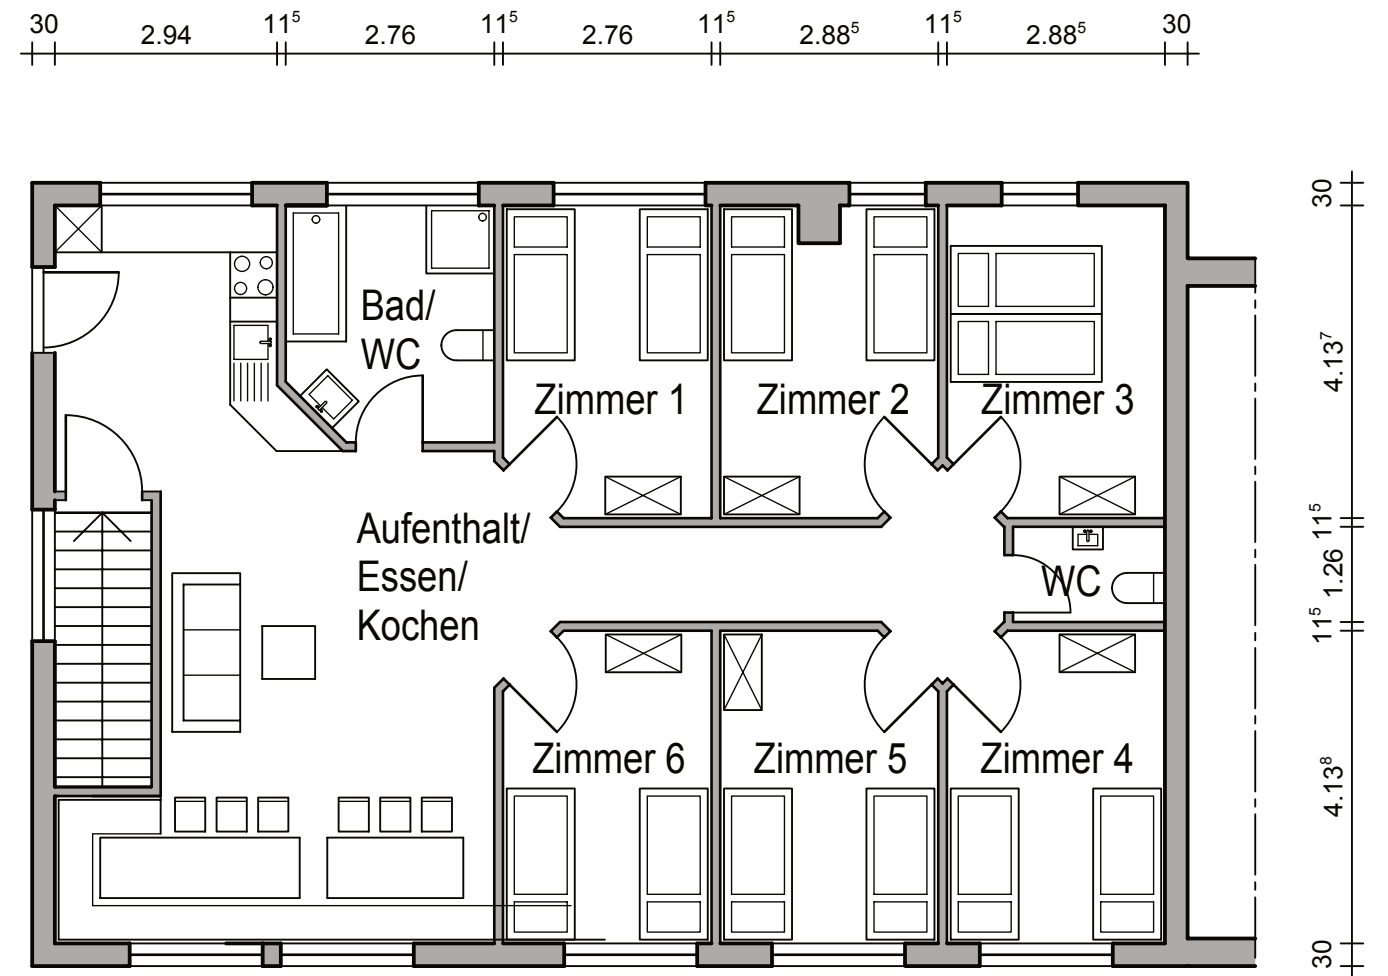 30 2.94 11⁵ 2.76 11⁵ 2.76 11⁵ 2.88⁵ 11⁵ 2.88⁵ 30
30
4.13⁷
11⁵
1.26
11⁵
4.13⁸
30
Bad/
WC
Zimmer 1
Zimmer 2
Zimmer 3
Aufenthalt/
Essen/
Kochen
WC
Zimmer 6
Zimmer 5
Zimmer 4